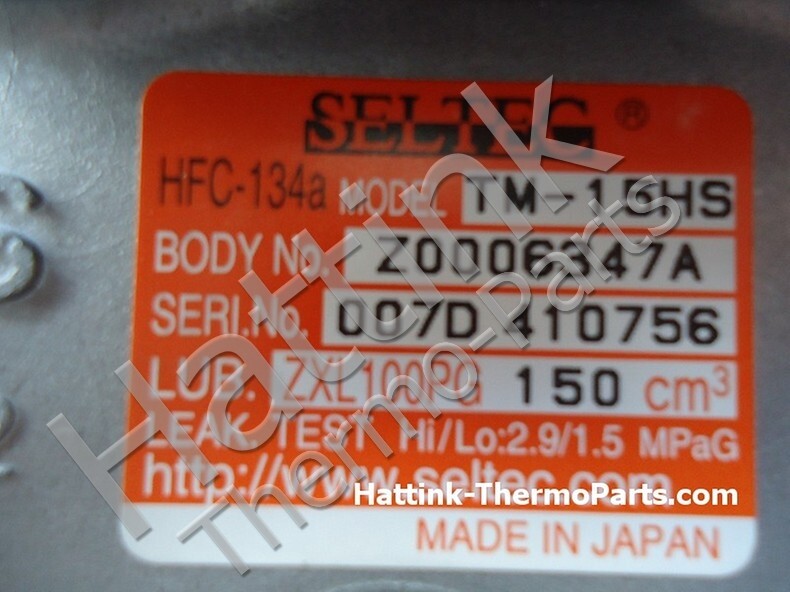 SELTEC ®
HFC-134a MODEL TM-15HS
BODY No. Z0006347A
SERI.No. 007D 410756
LUB. ZXL100PG 150 cm³
LEAK. TEST Hi/Lo:2.9/1.5 MPaG
http://www.seltec.com
Hattink-ThermoParts.com
MADE IN JAPAN
Hattink
Thermo-Parts